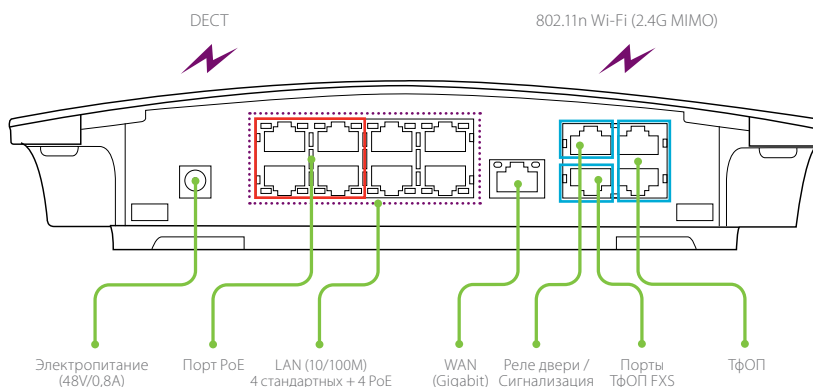 DECT
802.11n Wi-Fi (2.4G MIMO)
Электропитание
(48V/0,8A)
Порт PoE
LAN (10/100M)
4 стандартных + 4 PoE
WAN
(Gigabit)
Реле двери /
Сигнализация
Порты
ТфОП FXS
ТфОП